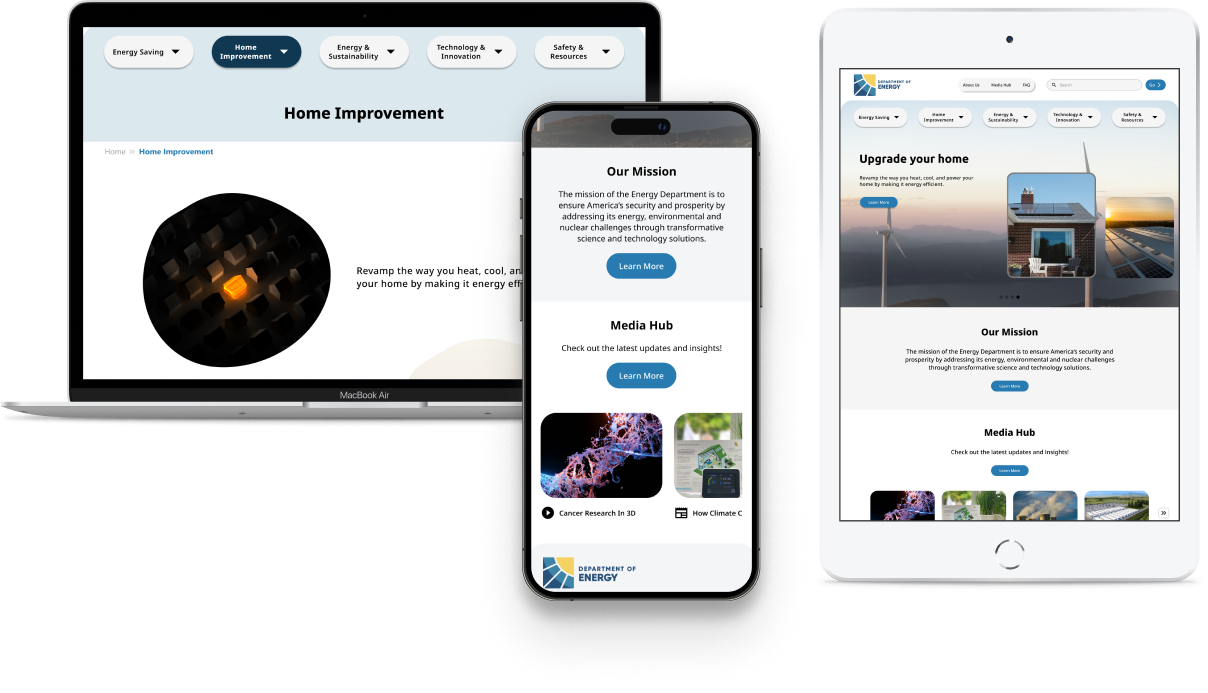 Energy Saving
Home
Improvement
Energy &
Sustainability
Technology &
Innovation
Safety &
Resources
Home Improvement
Home » Home Improvement
Revamp the way you heat, cool, an
your home by making it energy eff
MacBook Air
Our Mission
The mission of the Energy Department is to
ensure America's security and prosperity by
addressing its energy, environmental and
nuclear challenges through transformative
science and technology solutions.
Learn More
Media Hub
Check out the latest updates and insights!
Learn More
Cancer Research In 3D
How Climate C
DEPARTMENT OF
ENERGY
DEPARTMENT OF
ENERGY
About Us
Media Hub
FAQ
Search
Go
Energy Saving
Home
Improvement
Energy &
Sustainability
Technology &
Innovation
Safety &
Resources
Upgrade your home
Revamp the way you heat, cool, and power your
home by making it energy efficient.
Learn More
Our Mission
The mission of the Energy Department is to ensure America's security and
prosperity by addressing its energy, environmental and nuclear challenges
through transformative science and technology solutions.
Learn More
Media Hub
Check out the latest updates and insights!
Learn More